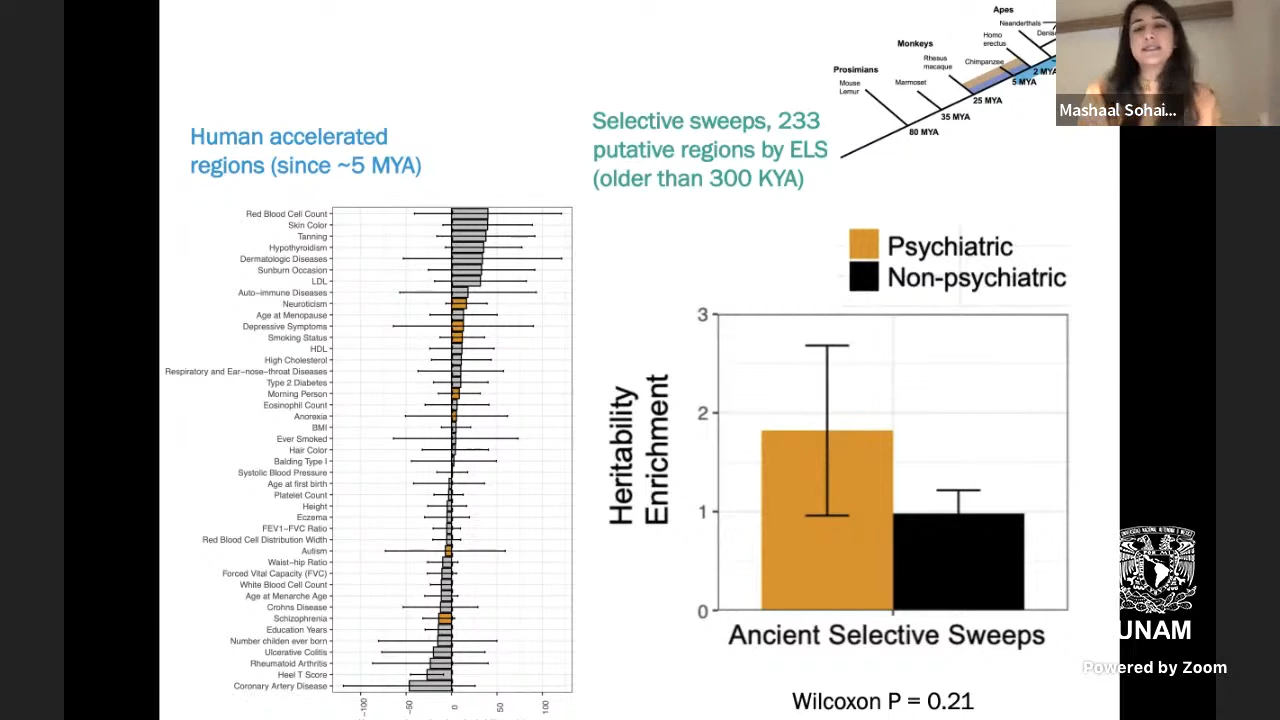 Apes
Neanderthals
Homo
erectus
Monkeys
Rhesus
macaque
Chimpanzee
Prosimians
Mouse
Lemur
Marmoset
2 MYA
5 MYA
25 MYA
35 MYA
80 MYA
Mashaal Sohai...
Human accelerated
regions (since ~5 MYA)
Selective sweeps, 233
putative regions by ELS
(older than 300 KYA)
Red Blood Cell Count
Skin Color
Tanning
Hypothyroidism
Dermatologic Diseases
Sunburn Occasion
LDL
Auto−immune Diseases
Neuroticism
Age at Menopause
Depressive Symptoms
Smoking Status
HDL
High Cholesterol
Respiratory and Ear−nose−throat Diseases
Type 2 Diabetes
Morning Person
Eosinophil Count
Anorexia
BMI
Ever Smoked
Hair Color
Balding Type I
Systolic Blood Pressure
Age at first birth
Platelet Count
Height
Eczema
FEV1−FVC Ratio
Red Blood Cell Distribution Width
Autism
Waist−hip Ratio
Forced Vital Capacity (FVC)
White Blood Cell Count
Age at Menarche Age
Crohns Disease
Schizophrenia
Education Years
Number childen ever born
Ulcerative Colitis
Rheumatoid Arthritis
Heel T Score
Coronary Artery Disease
−100
−50
0
50
100
Psychiatric
Non-psychiatric
3
2
1
0
Heritability
Enrichment
Ancient Selective Sweeps
Wilcoxon P = 0.21
UNAM
Powered by Zoom